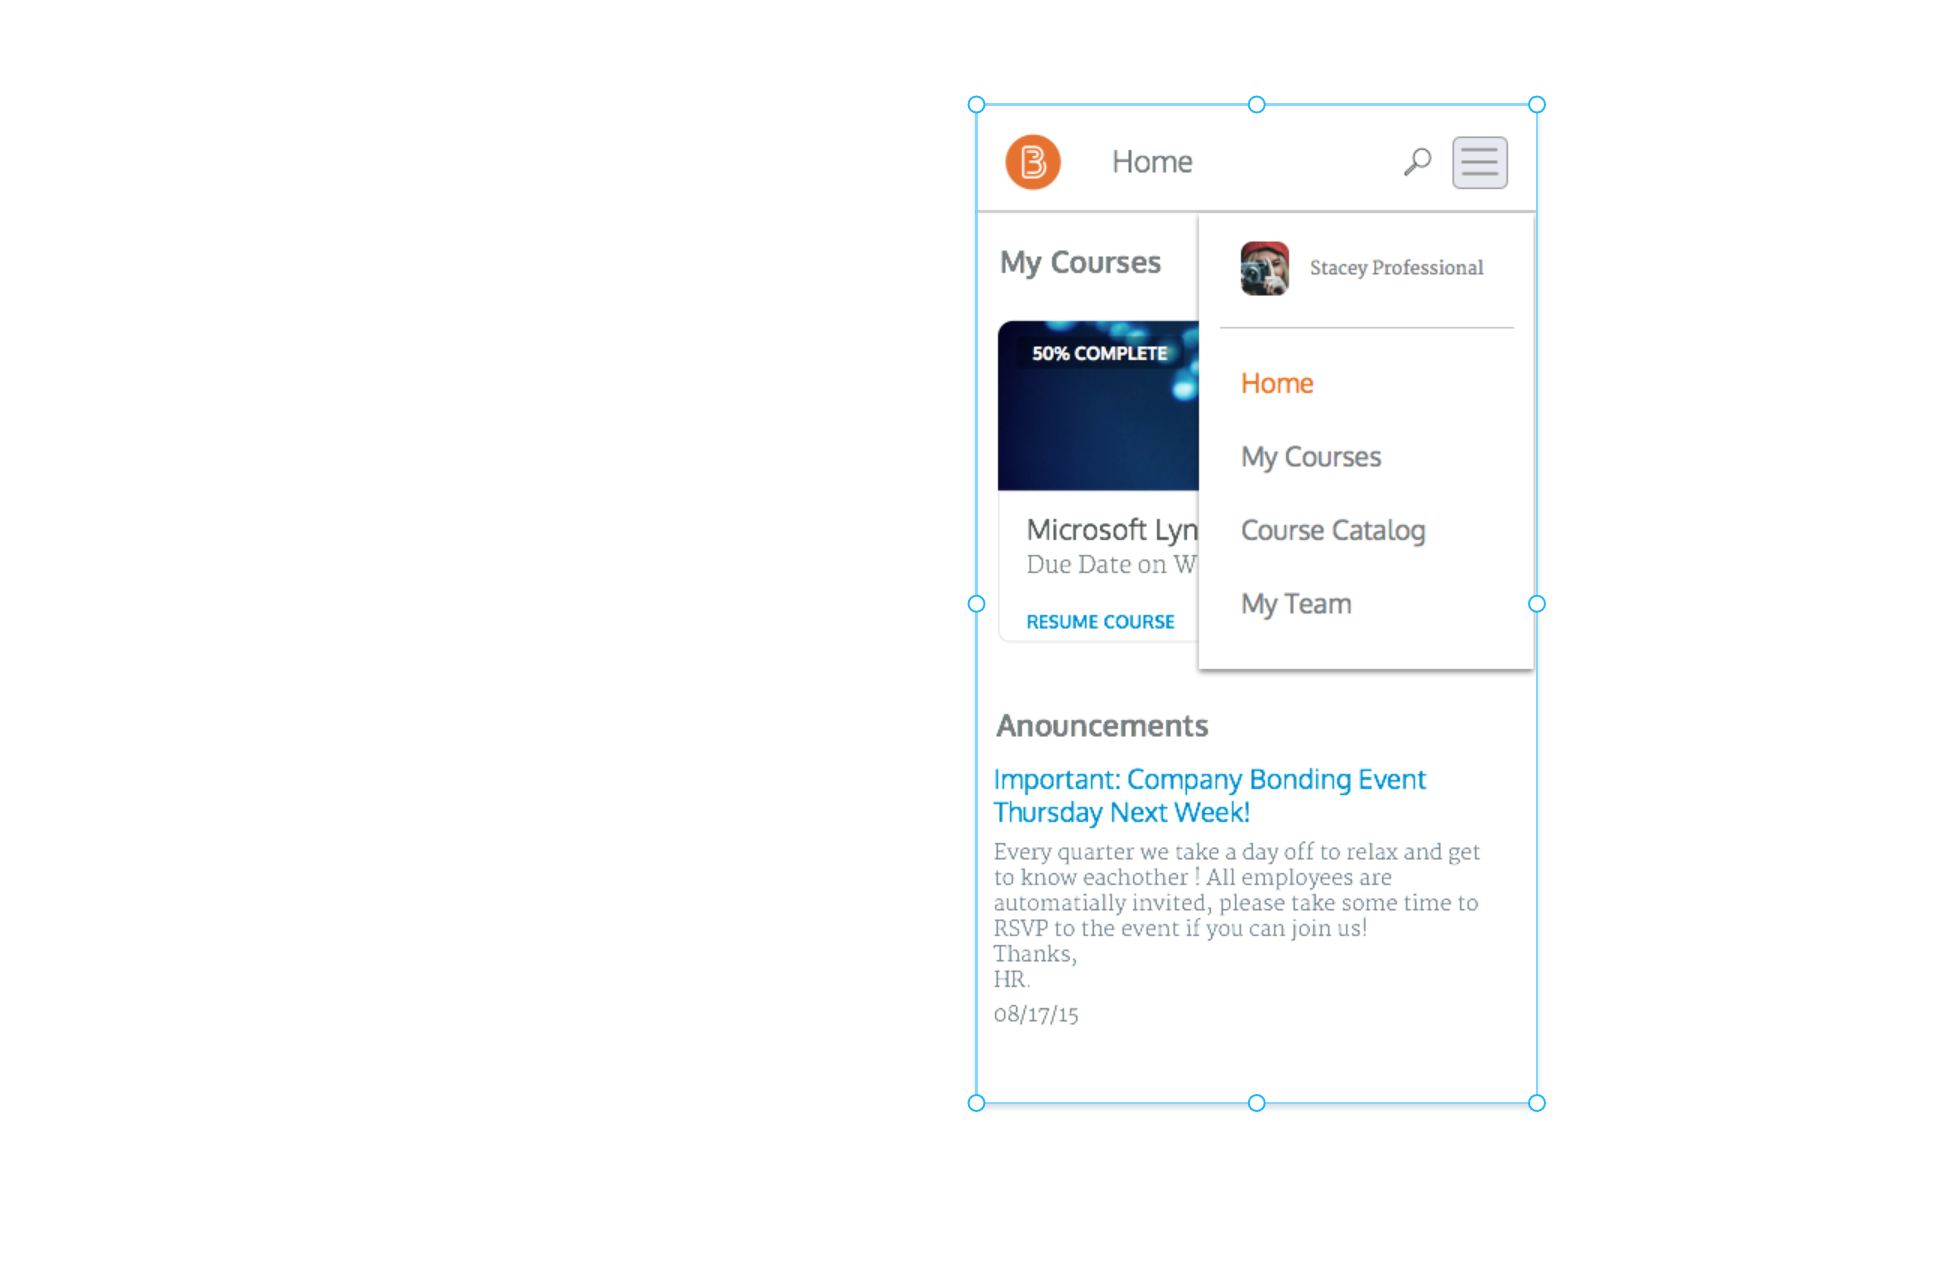 B
Home
My Courses
50% COMPLETE
Microsoft Lyn
Due Date on W
RESUME COURSE
Stacey Professional
Home
My Courses
Course Catalog
My Team
Anouncements
Important: Company Bonding Event
Thursday Next Week!
Every quarter we take a day off to relax and get
to know eachother ! All employees are
automatially invited, please take some time to
RSVP to the event if you can join us!
Thanks,
HR.
08/17/15